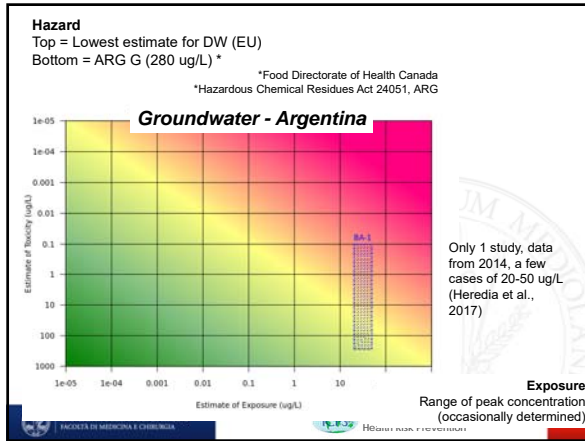 Hazard
Top = Lowest estimate for DW (EU)
Bottom = ARG G (280 ug/L) *
*Food Directorate of Health Canada
*Hazardous Chemical Residues Act 24051, ARG
Groundwater - Argentina
1e-05
1e-04
0.001
0.01
0.1
1
10
100
1000
Estimate of Toxicity (ug/L)
BA-1
1e-05
1e-04
0.001
0.01
0.1
1
10
Estimate of Exposure (ug/L)
Only 1 study, data
from 2014, a few
cases of 20-50 ug/L
(Heredia et al.,
2017)
Exposure
Range of peak concentration
(occasionally determined)
FACOLTÀ DI MEDICINA E CHIRURGIA
Health Risk Prevention